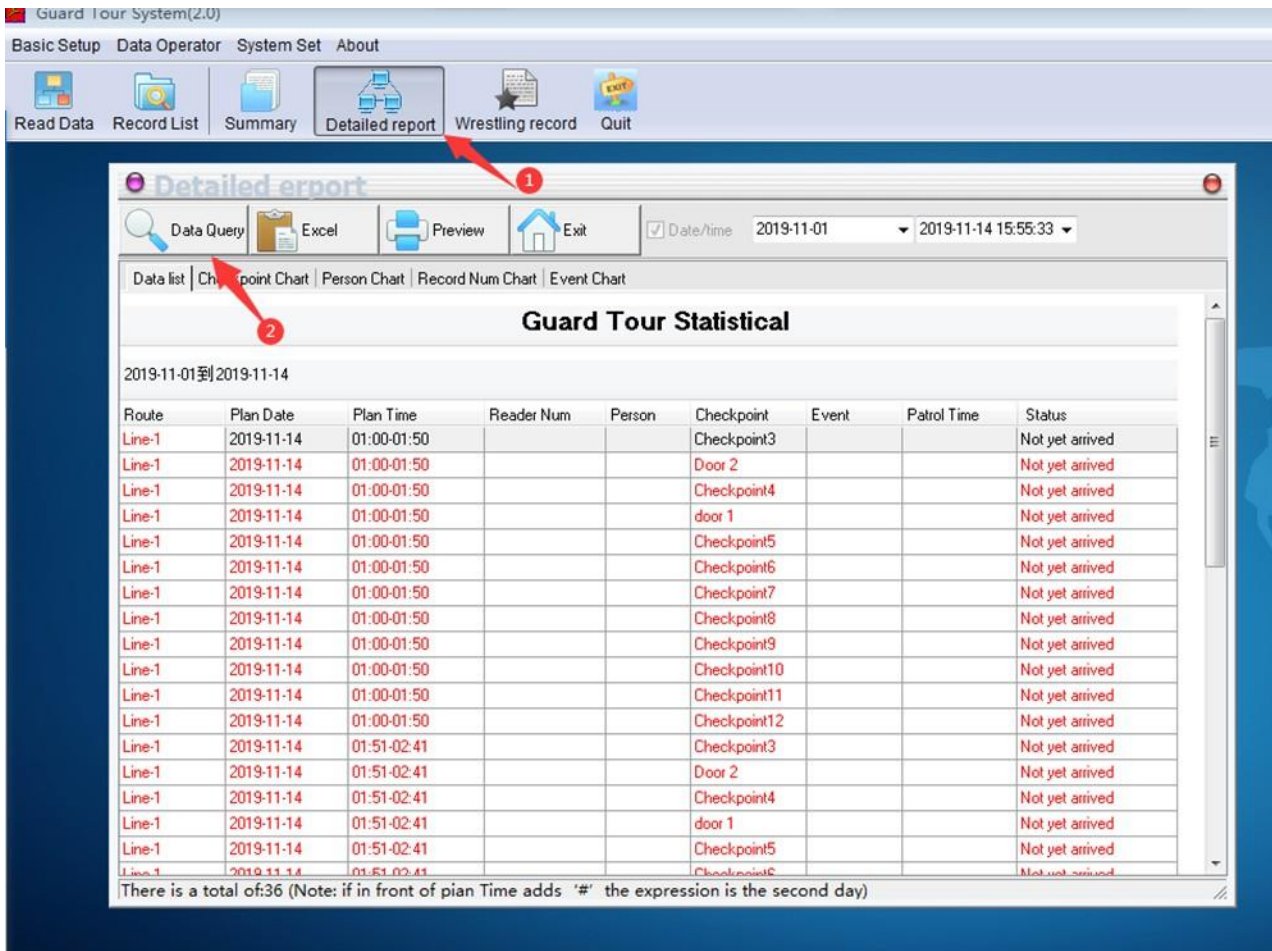 Guard Tour System(2.0)
Basic Setup Data Operator System Set About
Read Data Record List Summary Detailed report Wrestling record Quit
EXIT
1
Detailed erport
Data Query Excel Preview Exit Date/time 2019-11-01 2019-11-14 15:55:33
Data list Checkpoint Chart Person Chart Record Num Chart Event Chart
2
Guard Tour Statistical
2019-11-01到2019-11-14
Route Plan Date Plan Time Reader Num Person Checkpoint Event Patrol Time Status
Line-1 2019-11-14 01:00-01:50 Checkpoint3 Not yet arrived
Line-1 2019-11-14 01:00-01:50 Door 2 Not yet arrived
Line-1 2019-11-14 01:00-01:50 Checkpoint4 Not yet arrived
Line-1 2019-11-14 01:00-01:50 door 1 Not yet arrived
Line-1 2019-11-14 01:00-01:50 Checkpoint5 Not yet arrived
Line-1 2019-11-14 01:00-01:50 Checkpoint6 Not yet arrived
Line-1 2019-11-14 01:00-01:50 Checkpoint7 Not yet arrived
Line-1 2019-11-14 01:00-01:50 Checkpoint8 Not yet arrived
Line-1 2019-11-14 01:00-01:50 Checkpoint9 Not yet arrived
Line-1 2019-11-14 01:00-01:50 Checkpoint10 Not yet arrived
Line-1 2019-11-14 01:00-01:50 Checkpoint11 Not yet arrived
Line-1 2019-11-14 01:00-01:50 Checkpoint12 Not yet arrived
Line-1 2019-11-14 01:51-02:41 Checkpoint3 Not yet arrived
Line-1 2019-11-14 01:51-02:41 Door 2 Not yet arrived
Line-1 2019-11-14 01:51-02:41 Checkpoint4 Not yet arrived
Line-1 2019-11-14 01:51-02:41 door 1 Not yet arrived
Line-1 2019-11-14 01:51-02:41 Checkpoint5 Not yet arrived
Line-1 2019-11-14 01:51-02:41 Checkpoint6 Not yet arrived
There is a total of:36 (Note: if in front of pian Time adds '#' the expression is the second day)